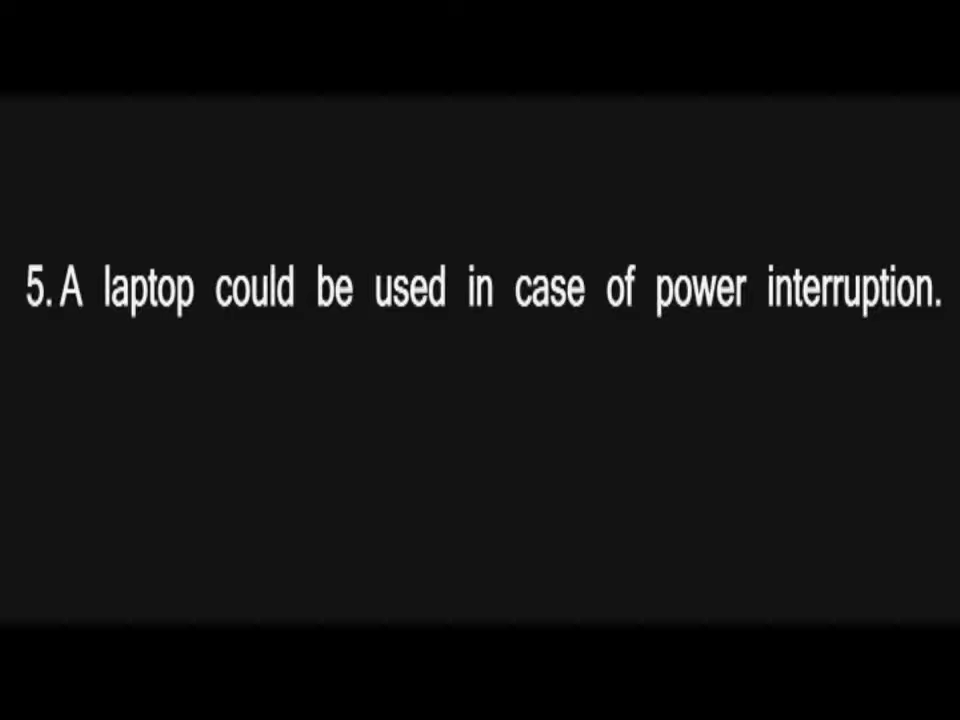 5. A laptop could be used in case of power interruption.